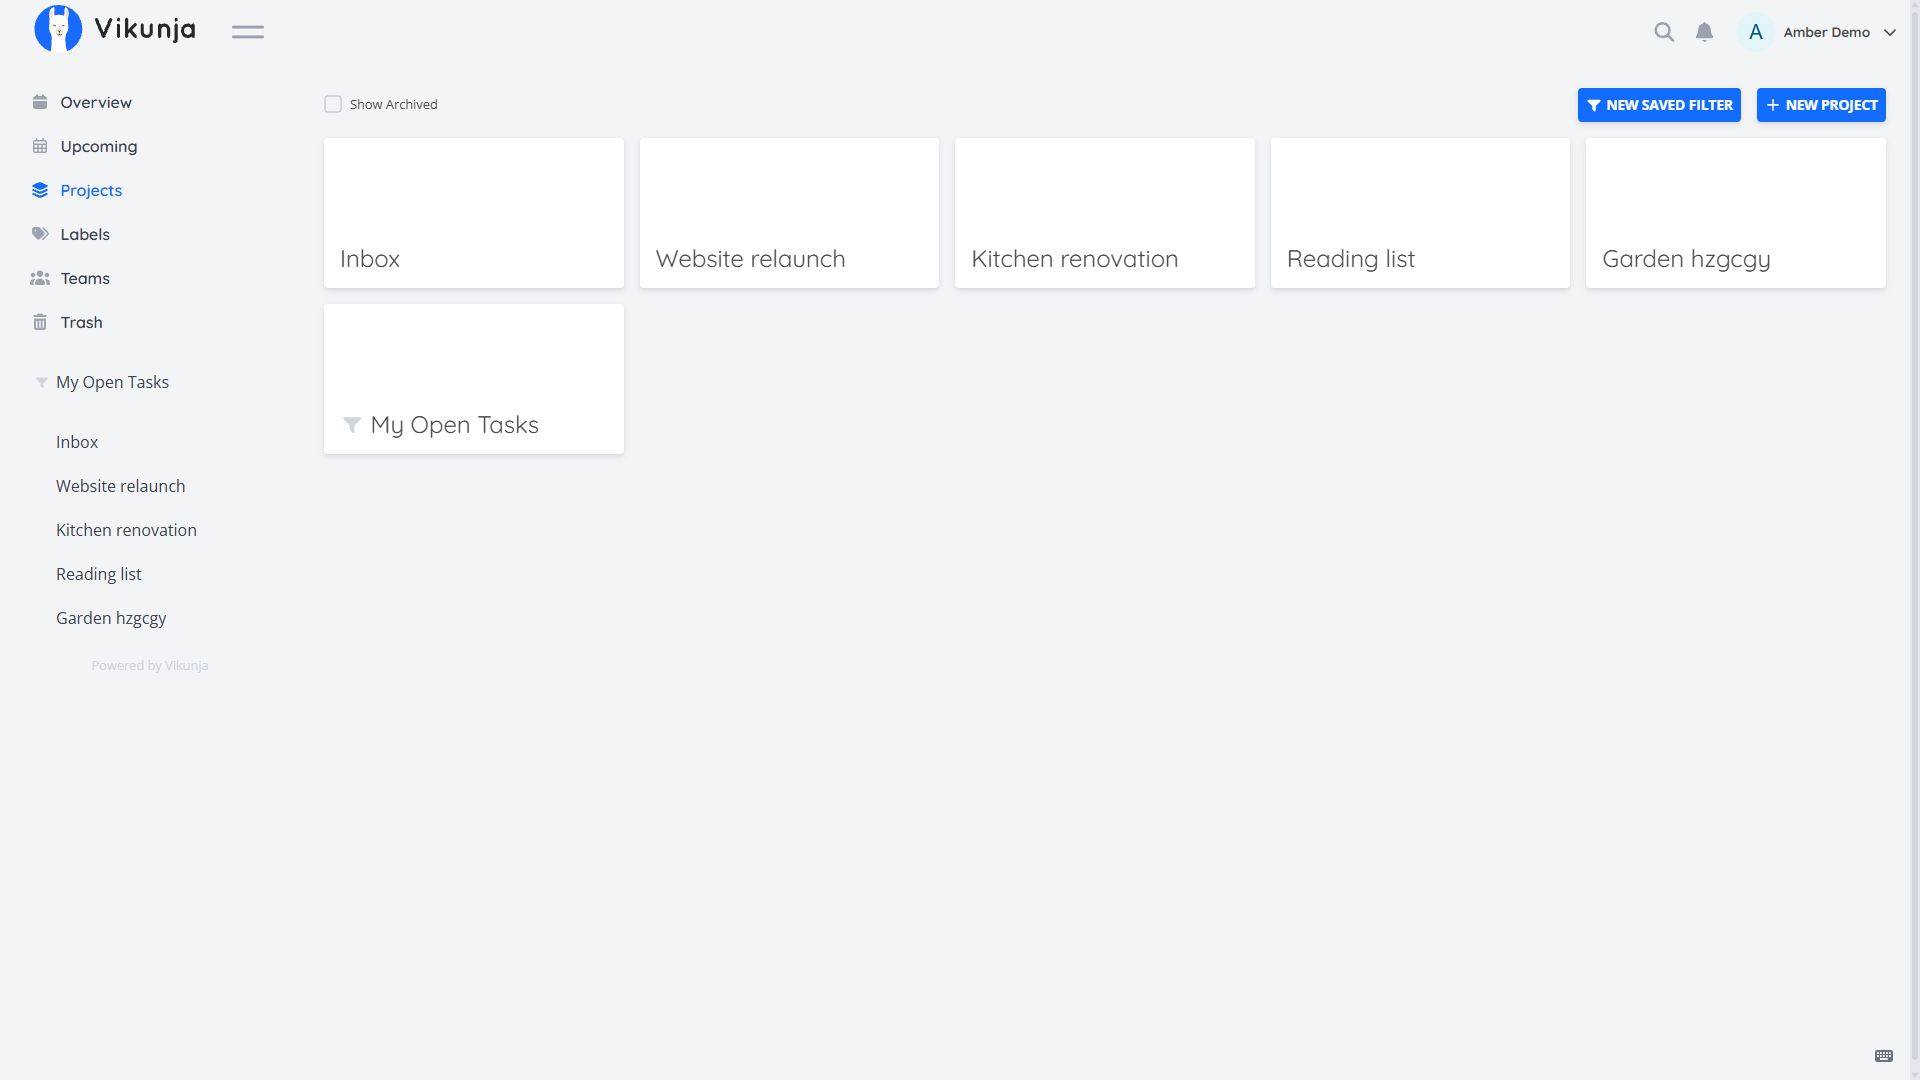 Vikunja
A Amber Demo
Overview
Upcoming
Projects
Labels
Teams
Trash
My Open Tasks
Inbox
Website relaunch
Kitchen renovation
Reading list
Garden hzgcgy
Powered by Vikunja
Show Archived
NEW SAVED FILTER
NEW PROJECT
Inbox
Website relaunch
Kitchen renovation
Reading list
Garden hzgcgy
My Open Tasks